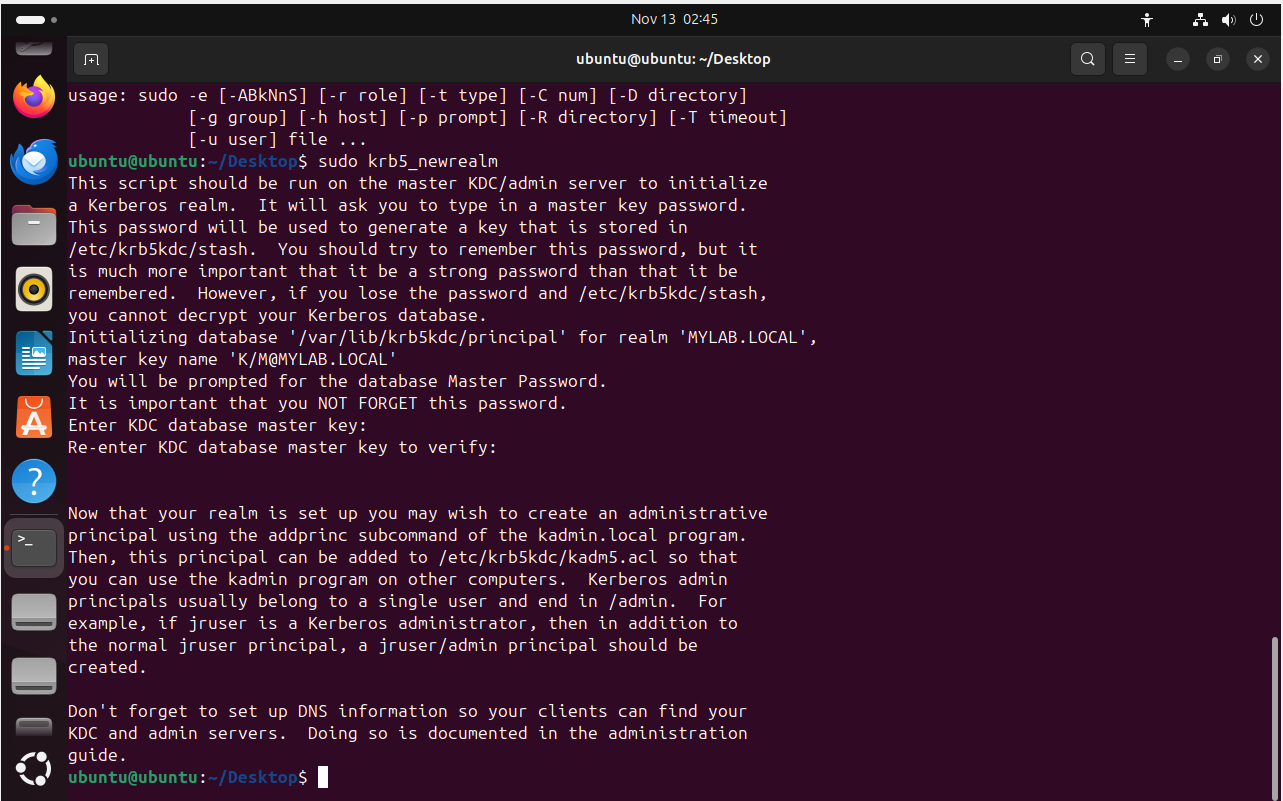 Nov 13 02:45
ubuntu@ubuntu: ~/Desktop
usage: sudo -e [-ABkNnS] [-r role] [-t type] [-C num] [-D directory]
[-g group] [-h host] [-p prompt] [-R directory] [-T timeout]
[-u user] file ...
ubuntu@ubuntu:~/Desktop$ sudo krb5_newrealm
This script should be run on the master KDC/admin server to initialize
a Kerberos realm.  It will ask you to type in a master key password.
This password will be used to generate a key that is stored in
/etc/krb5kdc/stash.  You should try to remember this password, but it
is much more important that it be a strong password than that it be
remembered.  However, if you lose the password and /etc/krb5kdc/stash,
you cannot decrypt your Kerberos database.
Initializing database '/var/lib/krb5kdc/principal' for realm 'MYLAB.LOCAL',
master key name 'K/M@MYLAB.LOCAL'
You will be prompted for the database Master Password.
It is important that you NOT FORGET this password.
Enter KDC database master key:
Re-enter KDC database master key to verify:
Now that your realm is set up you may wish to create an administrative
principal using the addprinc subcommand of the kadmin.local program.
Then, this principal can be added to /etc/krb5kdc/kadm5.acl so that
you can use the kadmin program on other computers.  Kerberos admin
principals usually belong to a single user and end in /admin.  For
example, if jruser is a Kerberos administrator, then in addition to
the normal jruser principal, a jruser/admin principal should be
created.
Don't forget to set up DNS information so your clients can find your
KDC and admin servers.  Doing so is documented in the administration
guide.
ubuntu@ubuntu:~/Desktop$